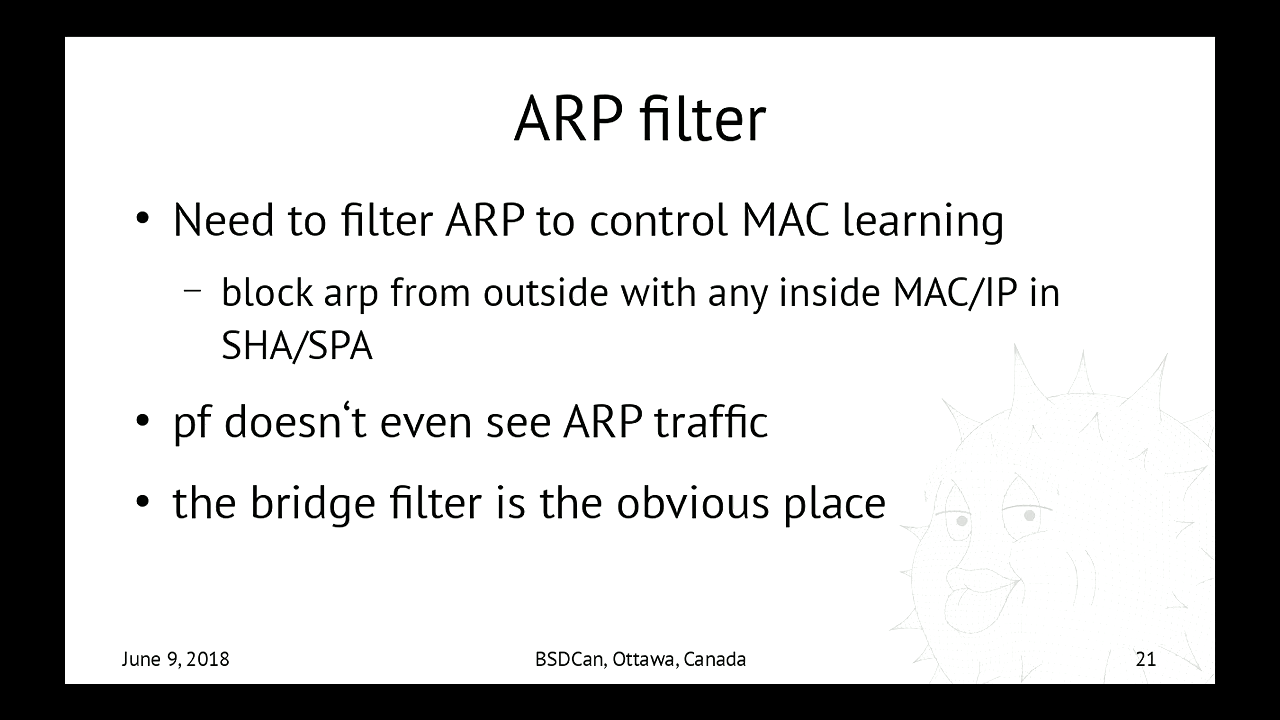 ARP filter
• Need to filter ARP to control MAC learning
– block arp from outside with any inside MAC/IP in
SHA/SPA
• pf doesn‘t even see ARP traffic
• the bridge filter is the obvious place
June 9, 2018 BSDCan, Ottawa, Canada 21